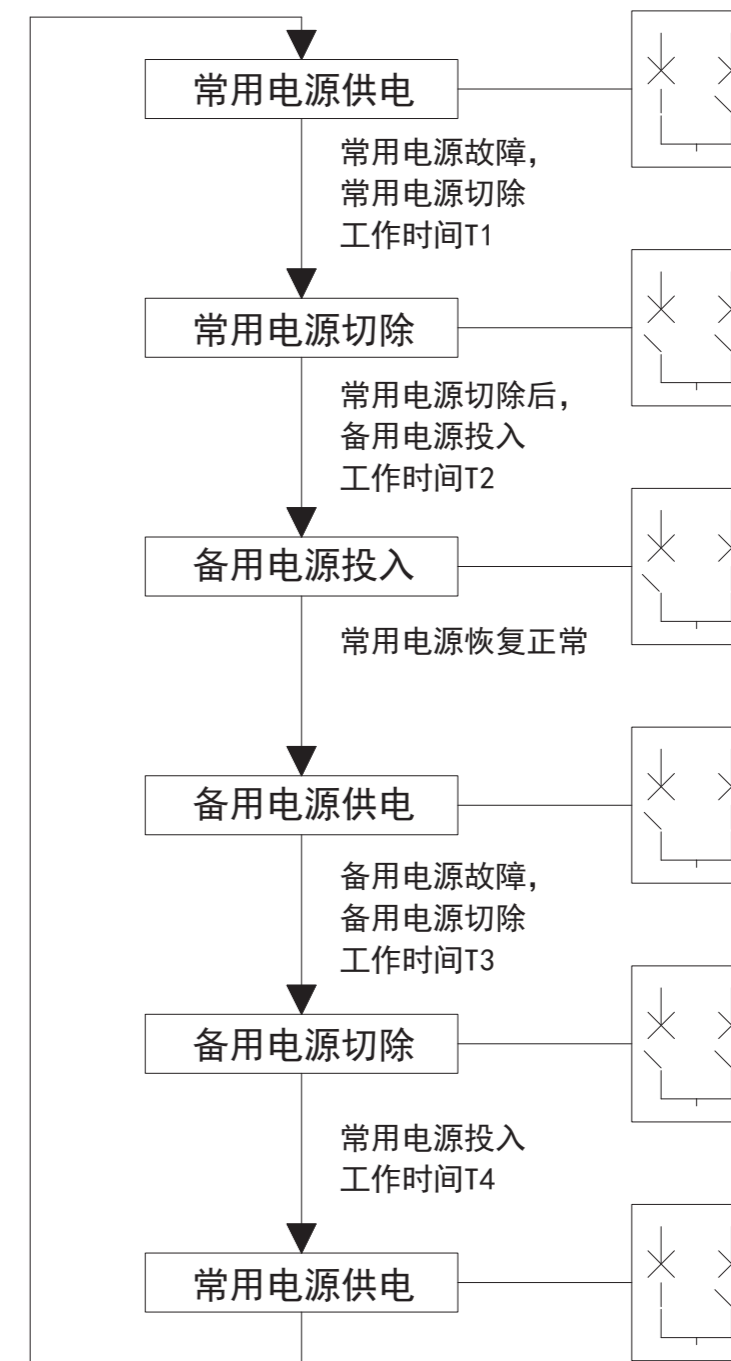 常用电源供电
常用电源故障，
常用电源切除
工作时间T1
常用电源切除
常用电源切除后，
备用电源投入
工作时间T2
备用电源投入
常用电源恢复正常
备用电源供电
备用电源故障，
备用电源切除
工作时间T3
备用电源切除
常用电源投入
工作时间T4
常用电源供电